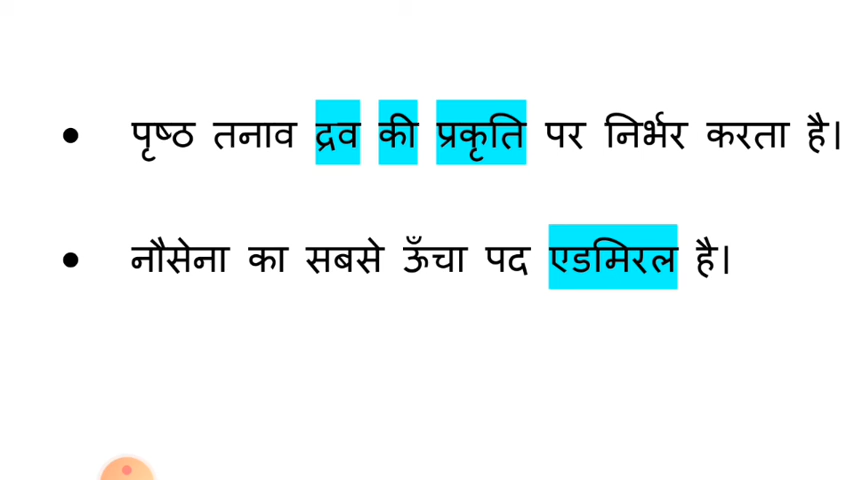 • पृष्ठ तनाव द्रव की प्रकृति पर निर्भर करता है।
• नौसेना का सबसे ऊँचा पद एडमिरल है।